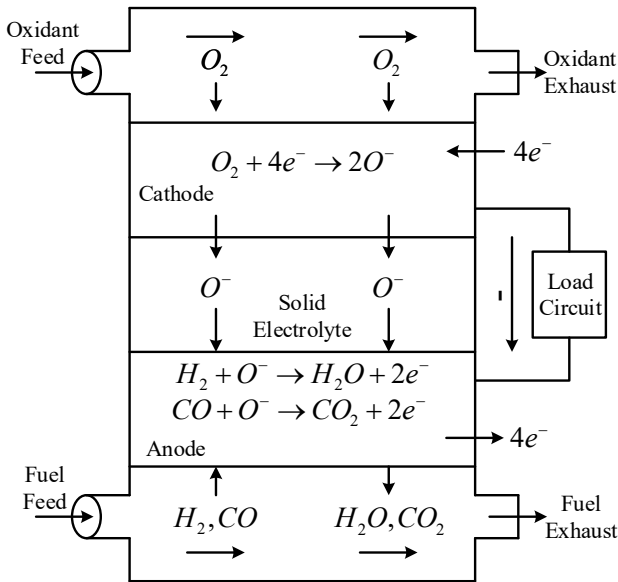 Oxidant
Feed
O₂
O₂
Oxidant
Exhaust
O₂ + 4e⁻ → 2O⁻
4e⁻
Cathode
O⁻
O⁻
Solid
Electrolyte
Load
Circuit
H₂ + O⁻ → H₂O + 2e⁻
CO + O⁻ → CO₂ + 2e⁻
Anode
4e⁻
Fuel
Feed
H₂,CO
H₂O,CO₂
Fuel
Exhaust